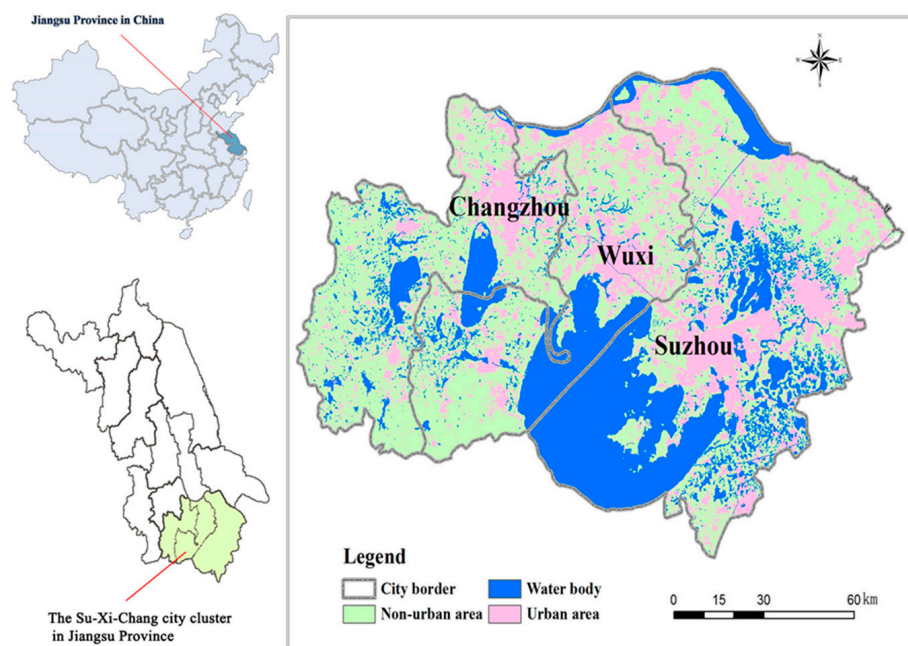 Jiangsu Province in China
The Su-Xi-Chang city cluster
in Jiangsu Province
N
W
E
S
Changzhou
Wuxi
Suzhou
Legend
City border
Water body
Non-urban area
Urban area
0 15 30 60 km